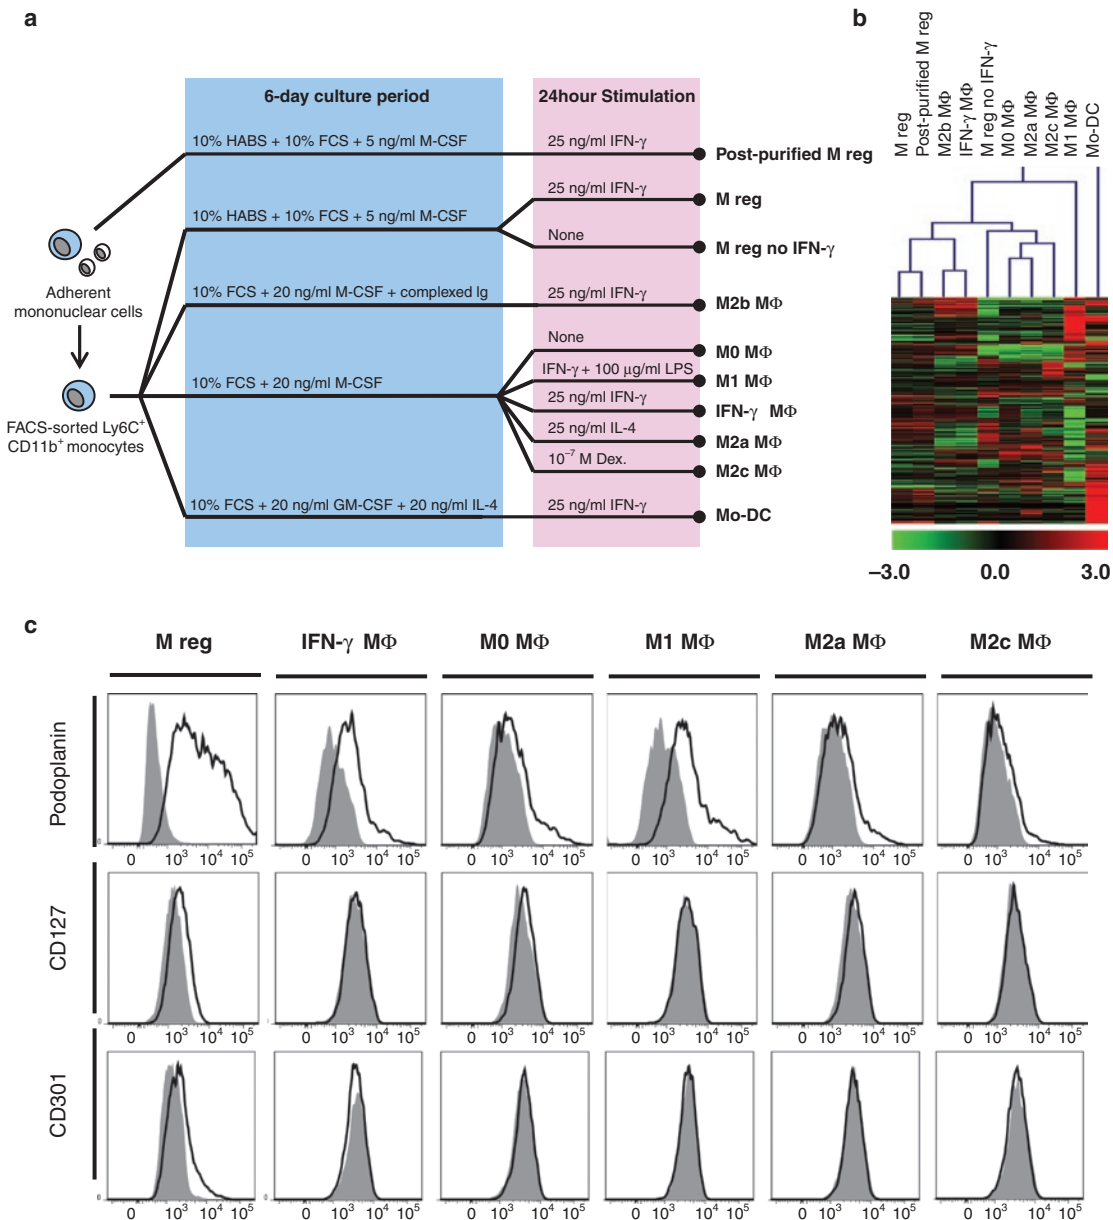 a
6-day culture period
24hour Stimulation
10% HABS + 10% FCS + 5 ng/ml M-CSF
25 ng/ml IFN-γ
Post-purified M reg
10% HABS + 10% FCS + 5 ng/ml M-CSF
25 ng/ml IFN-γ
M reg
None
M reg no IFN-γ
Adherent
mononuclear cells
10% FCS + 20 ng/ml M-CSF + complexed Ig
25 ng/ml IFN-γ
M2b MΦ
None
M0 MΦ
10% FCS + 20 ng/ml M-CSF
IFN-γ + 100 μg/ml LPS
M1 MΦ
25 ng/ml IFN-γ
IFN-γ MΦ
25 ng/ml IL-4
M2a MΦ
10⁻⁷ M Dex.
M2c MΦ
FACS-sorted Ly6C⁺
CD11b⁺ monocytes
10% FCS + 20 ng/ml GM-CSF + 20 ng/ml IL-4
25 ng/ml IFN-γ
Mo-DC
b
M reg
Post-purified M reg
M2b MΦ
IFN-γ MΦ
M reg no IFN-γ
M0 MΦ
M2a MΦ
M2c MΦ
M1 MΦ
Mo-DC
–3.0 0.0 3.0
c
M reg IFN-γ MΦ M0 MΦ M1 MΦ M2a MΦ M2c MΦ
Podoplanin
0
0 10³ 10⁴ 10⁵ 0 10³ 10⁴ 10⁵ 0 10³ 10⁴ 10⁵ 0 10³ 10⁴ 10⁵ 0 10³ 10⁴ 10⁵ 0 10³ 10⁴ 10⁵
CD127
0
0 10³ 10⁴ 10⁵ 0 10³ 10⁴ 10⁵ 0 10³ 10⁴ 10⁵ 0 10³ 10⁴ 10⁵ 0 10³ 10⁴ 10⁵ 0 10³ 10⁴ 10⁵
CD301
0 0
0 10³ 10⁴ 10⁵ 0 10³ 10⁴ 10⁵ 0 10³ 10⁴ 10⁵ 0 10³ 10⁴ 10⁵ 0 10³ 10⁴ 10⁵ 0 10³ 10⁴ 10⁵